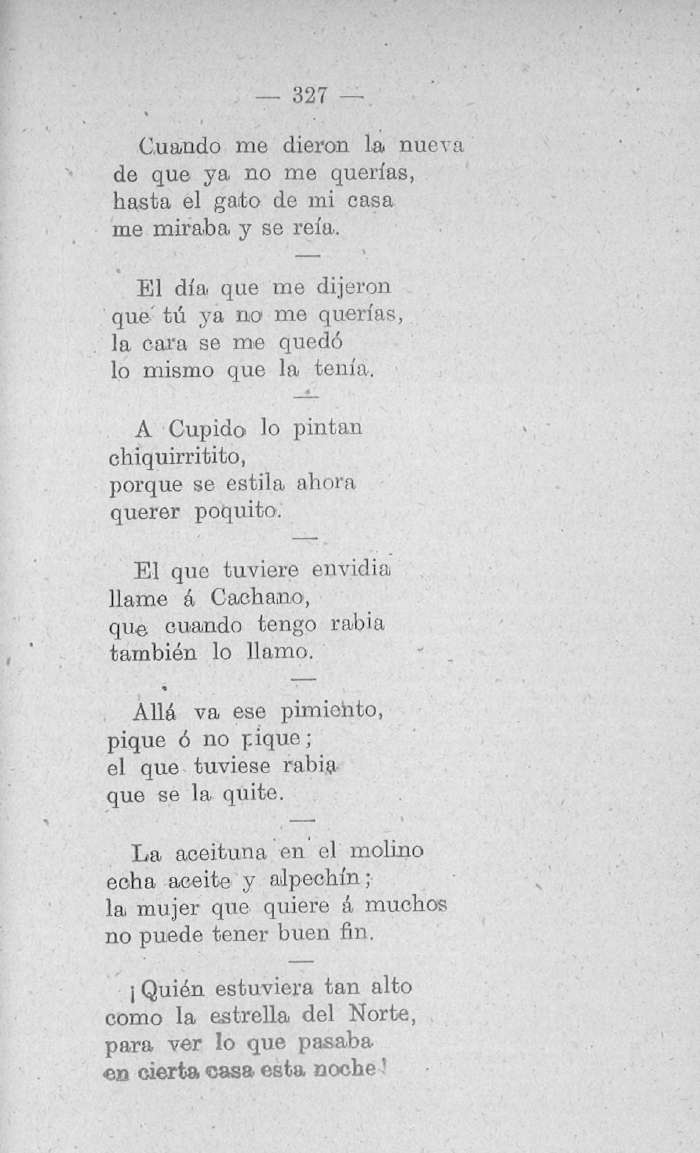 — 327 —
Cuando me dieron la nueva
de que ya no me querías,
hasta el gato de mi casa
me miraba y se reía.
—
El día que me dijeron
que tú ya no me querías,
la cara se me quedó
lo mismo que la tenía.
—
A Cupido lo pintan
chiquirritito,
porque se estila ahora
querer poquito.
—
El que tuviere envidia
llame á Cachano,
que cuando tengo rabia
también lo llamo.
—
Allá va ese pimiento,
pique ó no pique;
el que tuviese rabia
que se la quite.
—
La aceituna en el molino
echa aceite y alpechín;
la mujer que quiere á muchos
no puede tener buen fin.
—
¡Quién estuviera tan alto
como la estrella del Norte,
para ver lo que pasaba
en cierta casa esta noche!